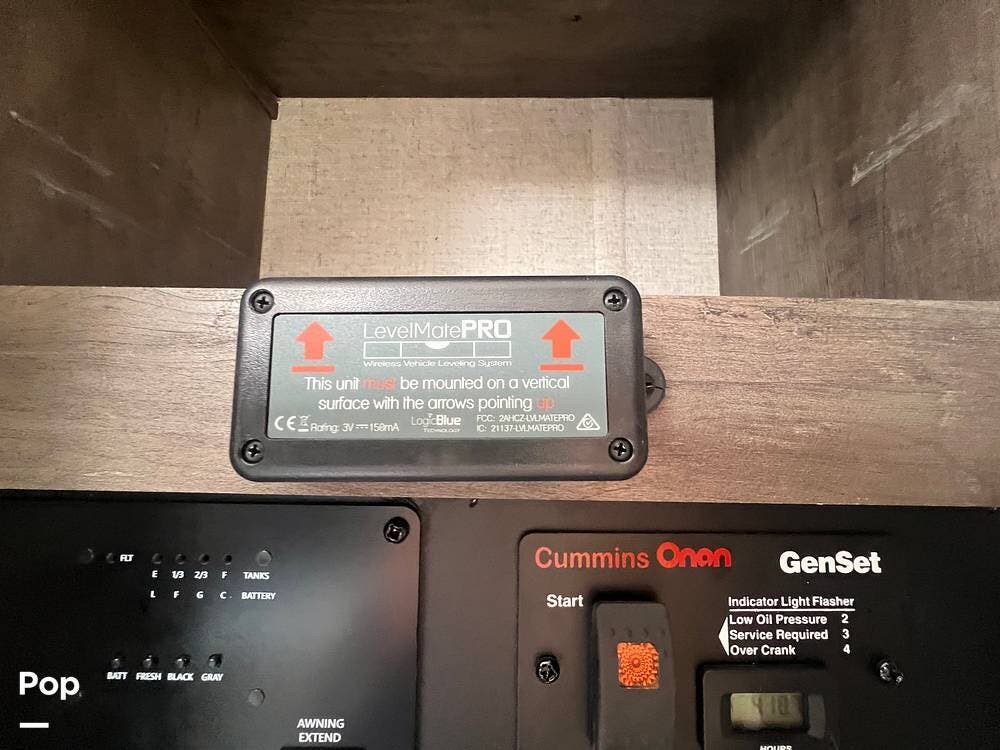 LevelMatePRO
Wireless Vehicle Leveling System
This unit must be mounted on a vertical
surface with the arrows pointing up
CE Rating: 3V 150mA
LogicBlue
TECHNOLOGY
FCC: 2AHCZ-LVLMATEPRO
IC: 21137-LVLMATEPRO
FLT
E 1/3 2/3 F TANKS
L F G C BATTERY
BATT FRESH BLACK GRAY
AWNING
EXTEND
Cummins Onan GenSet
Start
Indicator Light Flasher
Low Oil Pressure 2
Service Required 3
Over Crank 4
HOURS
Pop